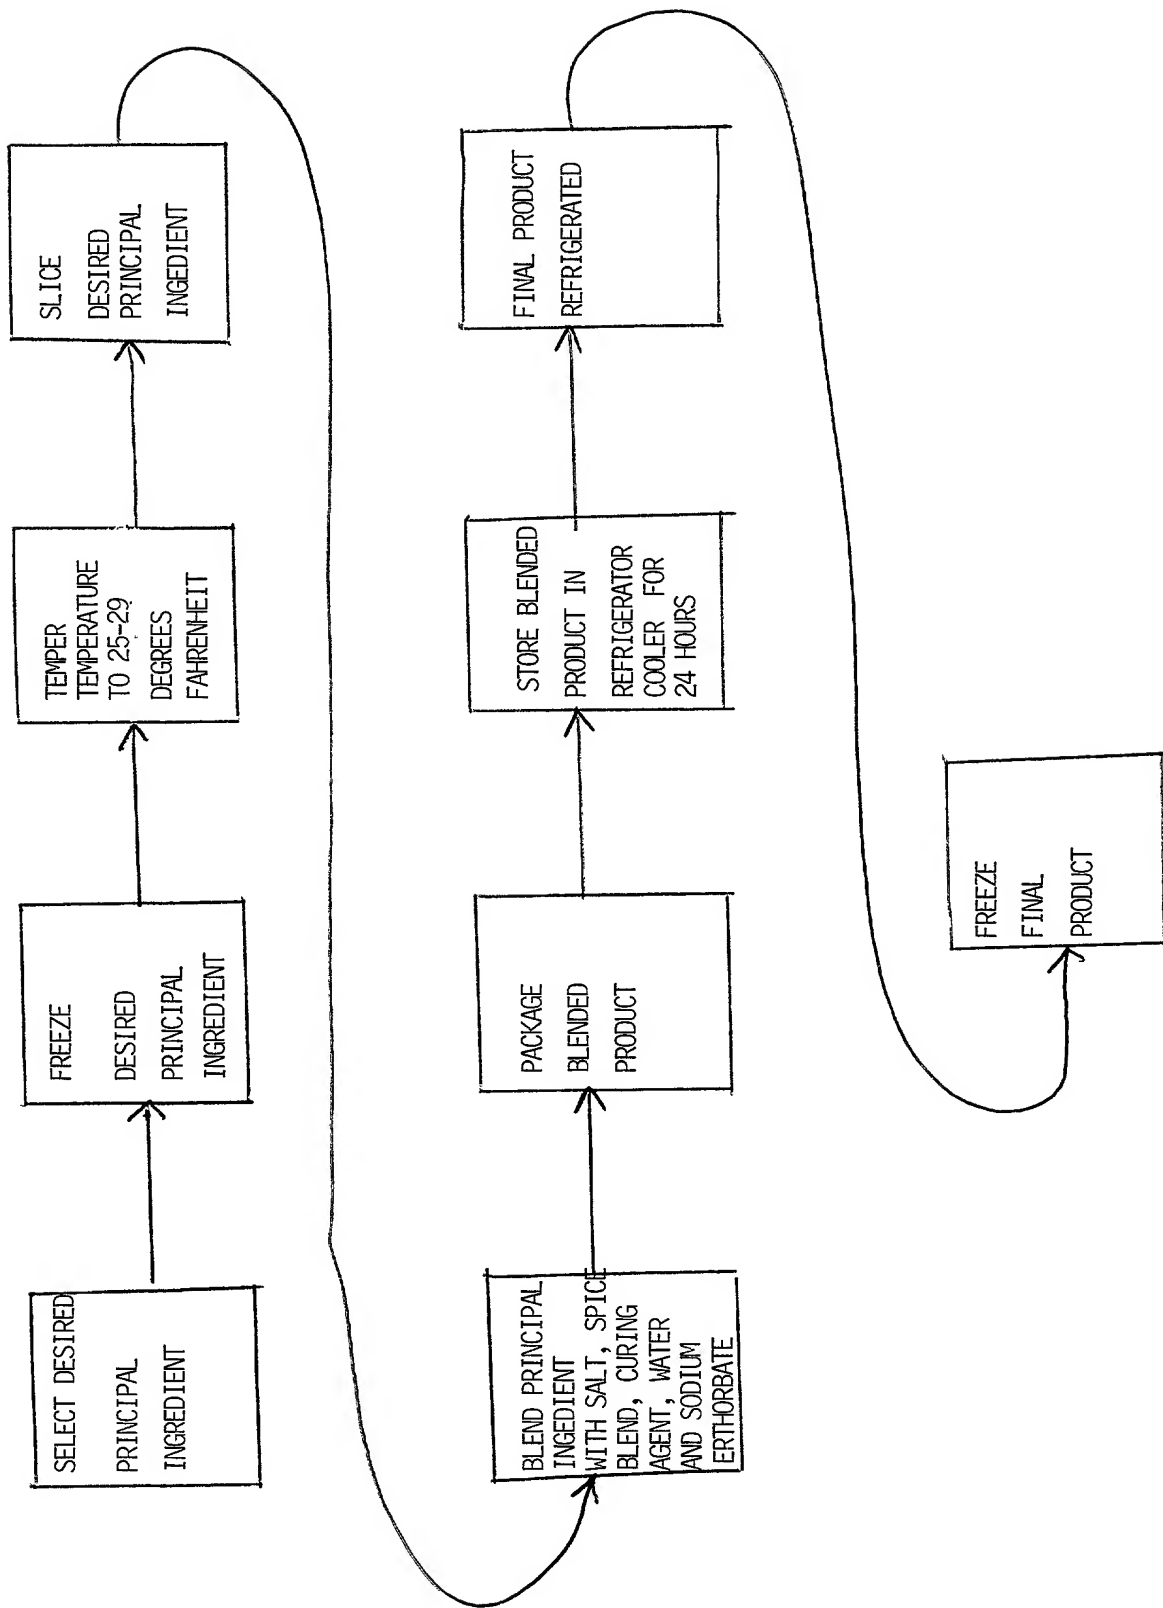 SELECT DESIRED
PRINCIPAL
INGREDIENT
FREEZE
DESIRED
PRINCIPAL
INGREDIENT
TEMPER
TEMPERATURE
TO 25-29
DEGREES
FAHRENHEIT
SLICE
DESIRED
PRINCIPAL
INGEDIENT
BLEND PRINCIPAL
INGEDIENT
WITH SALT, SPICE
BLEND, CURING
AGENT, WATER
AND SODIUM
ERTHORBATE
PACKAGE
BLENDED
PRODUCT
STORE BLENDED
PRODUCT IN
REFRIGERATOR
COOLER FOR
24 HOURS
FINAL PRODUCT
REFRIGERATED
FREEZE
FINAL
PRODUCT